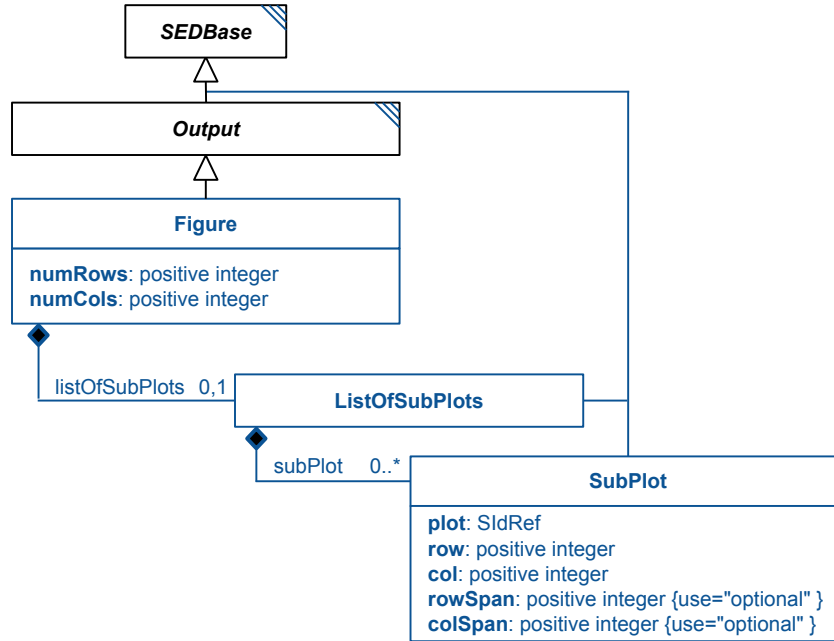 SEDBase
Output
Figure
numRows: positive integer
numCols: positive integer
listOfSubPlots 0,1
ListOfSubPlots
subPlot 0..*
SubPlot
plot: SIdRef
row: positive integer
col: positive integer
rowSpan: positive integer {use="optional" }
colSpan: positive integer {use="optional" }